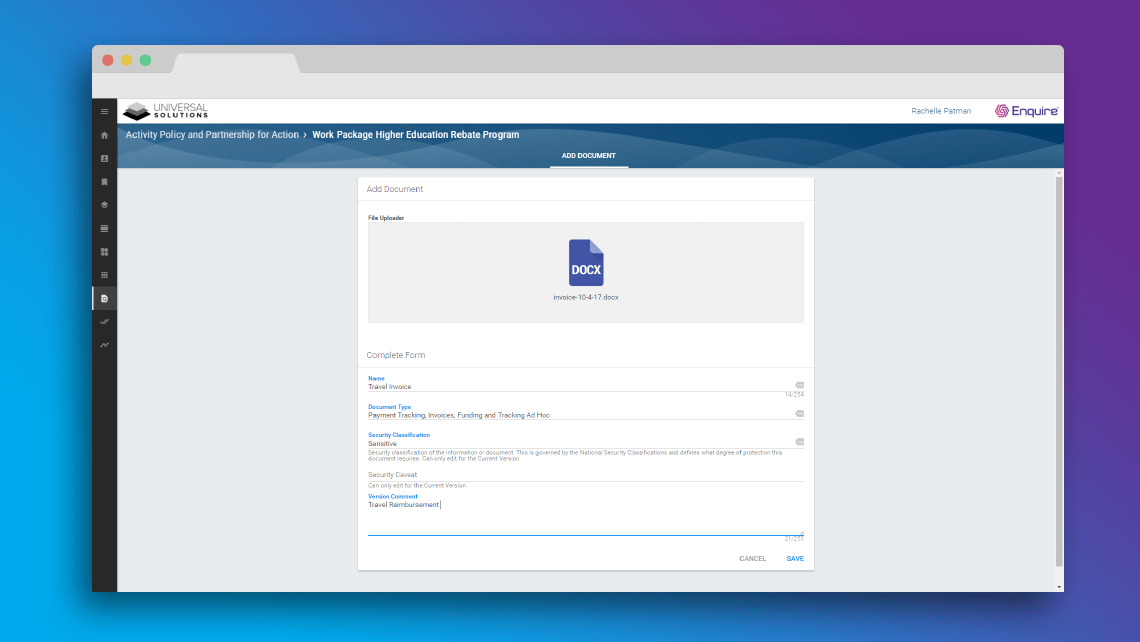 UNIVERSAL
SOLUTIONS
Rachelle Patman
Enquire
Activity Policy and Partnership for Action › Work Package Higher Education Rebate Program
ADD DOCUMENT
Add Document
File Uploader
DOCX
invoice-10-4-17.docx
Complete Form
Name
Travel Invoice
14/254
Document Type
Payment Tracking, Invoices, Funding and Tracking Ad Hoc
Security Classification
Sensitive
Security classification of the information or document. This is governed by the National Security Classifications and defines what degree of protection this
document requires. Can only edit for the Current Version
Security Caveat
Can only edit for the Current Version
Version Comment
Travel Reimbursement
21/255
CANCEL SAVE